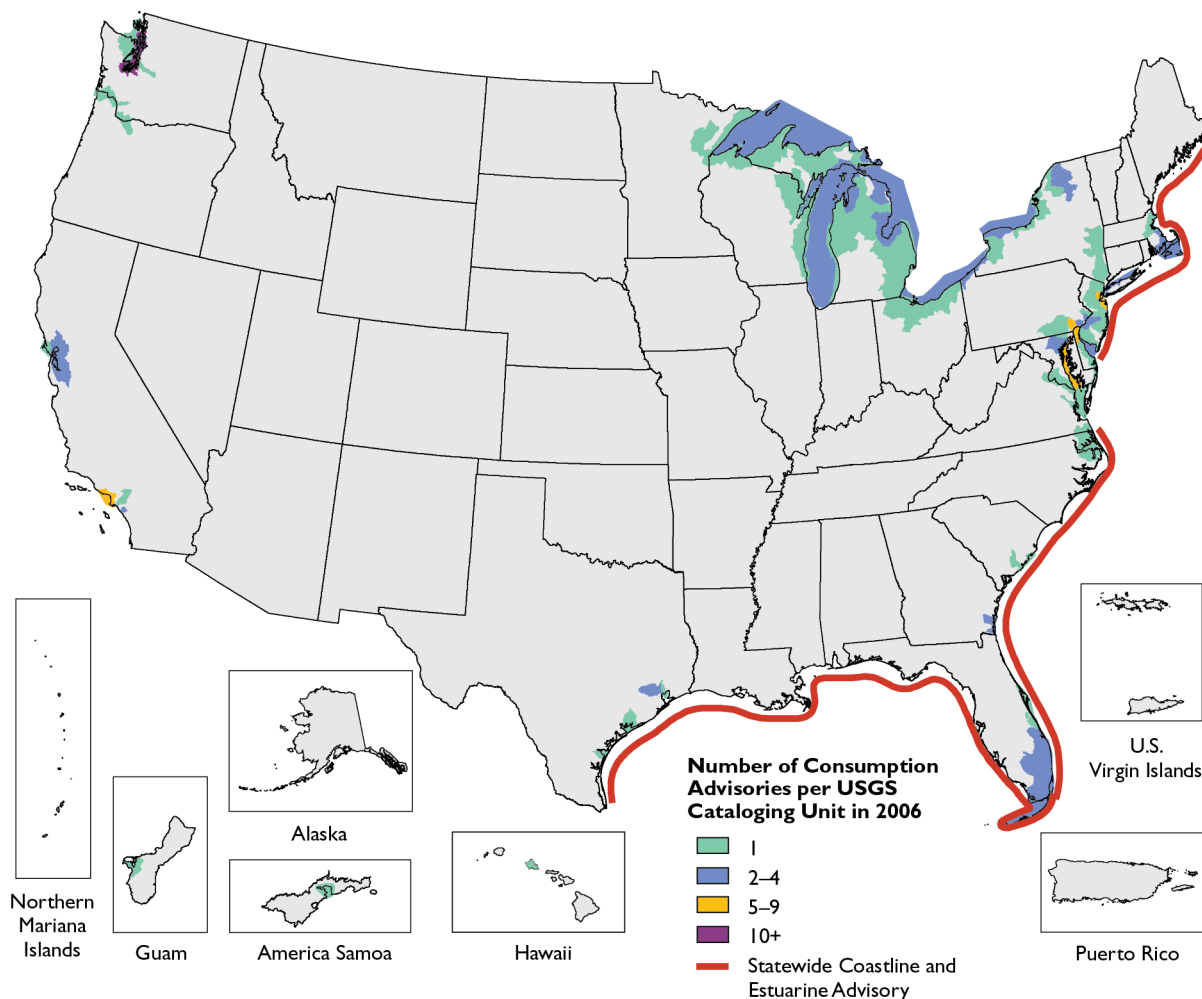 U.S.
Virgin Islands
Number of Consumption
Advisories per USGS
Cataloging Unit in 2006
1
2–4
5–9
10+
Statewide Coastline and
Estuarine Advisory
Alaska
Northern
Mariana
Islands
Guam
America Samoa
Hawaii
Puerto Rico